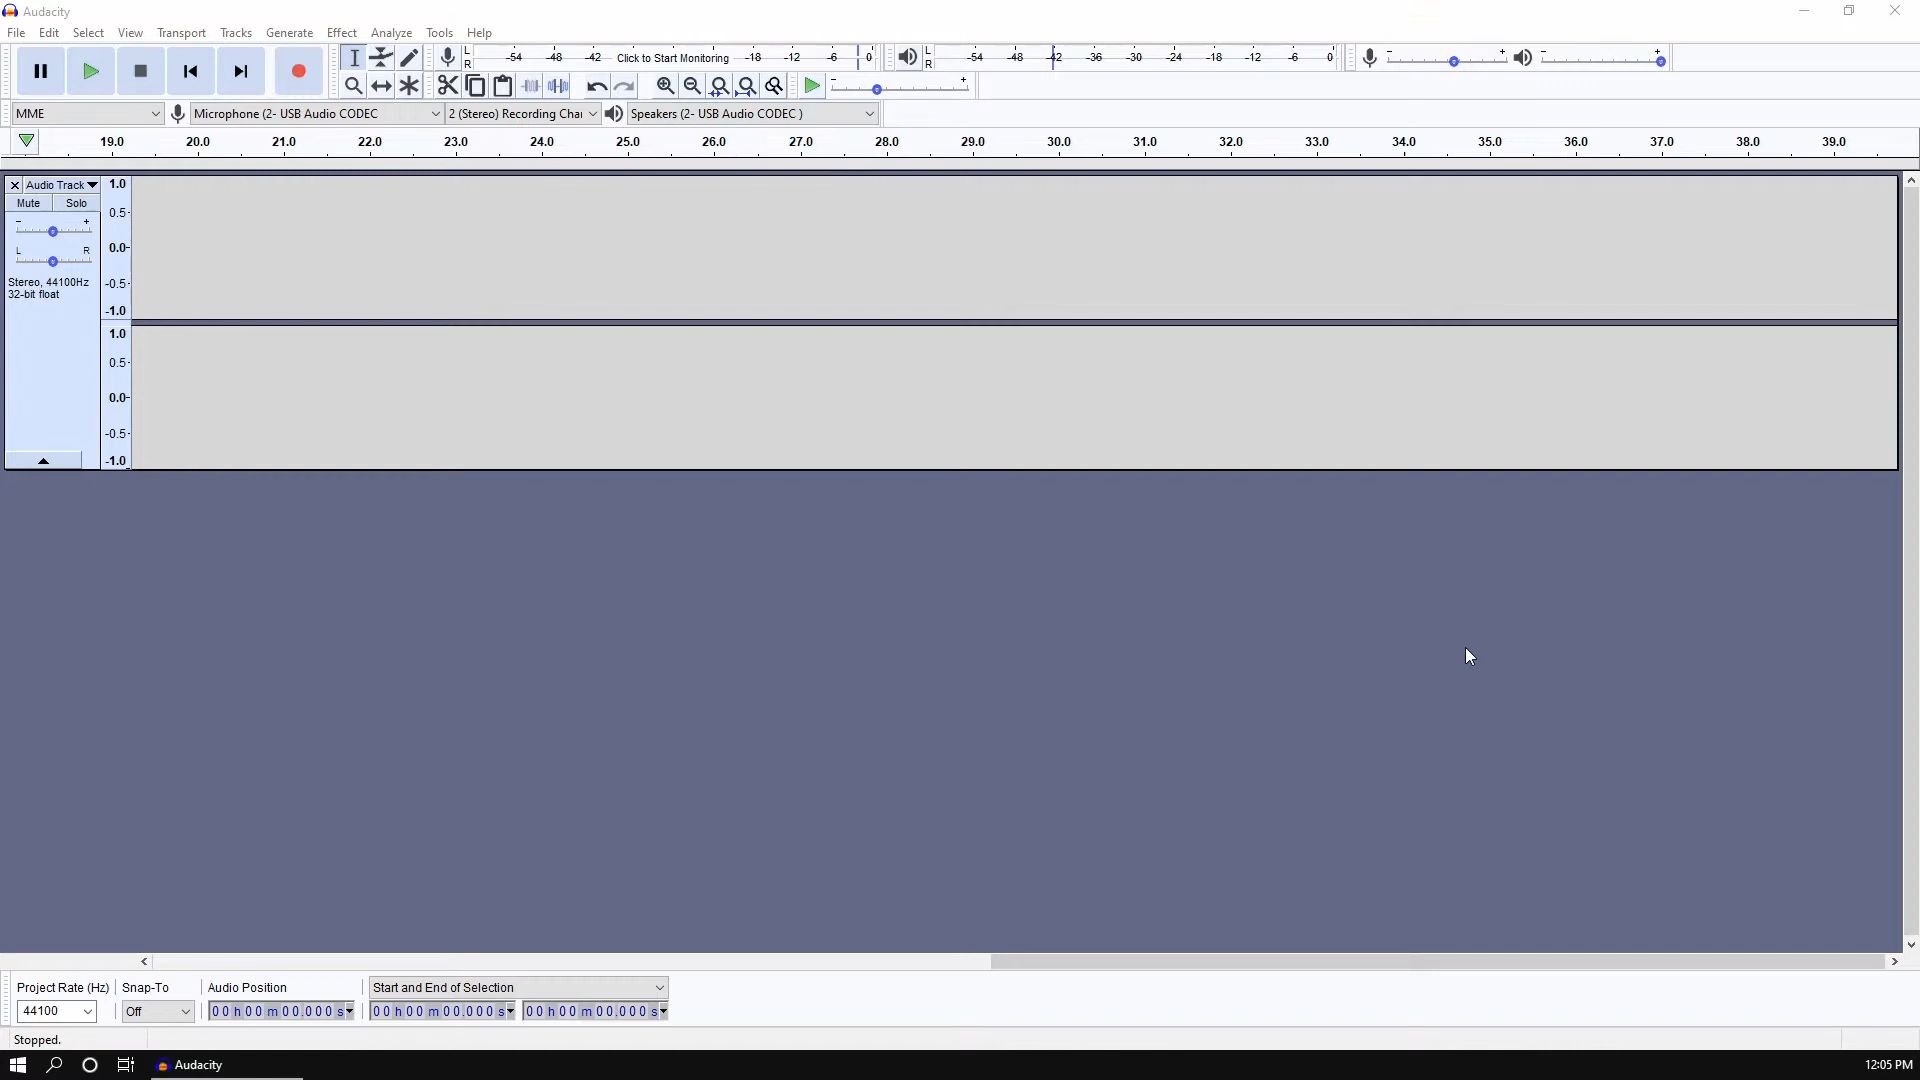 Audacity
File Edit Select View Transport Tracks Generate Effect Analyze Tools Help
L R -54 -48 -42 Click to Start Monitoring -18 -12 -6 0 L R -54 -48 -42 -36 -30 -24 -18 -12 -6 0 - + - +
- +
MME Microphone (2- USB Audio CODEC 2 (Stereo) Recording Chai Speakers (2- USB Audio CODEC )
19.0 20.0 21.0 22.0 23.0 24.0 25.0 26.0 27.0 28.0 29.0 30.0 31.0 32.0 33.0 34.0 35.0 36.0 37.0 38.0 39.0
Audio Track 1.0
Mute Solo
0.5
- +
0.0
L R
Stereo, 44100Hz -0.5
32-bit float
-1.0
1.0
0.5
0.0
-0.5
-1.0
Project Rate (Hz) Snap-To Audio Position Start and End of Selection
44100 Off 00 h 00 m 00.000 s 00 h 00 m 00.000 s 00 h 00 m 00.000 s
Stopped.
Audacity 12:05 PM